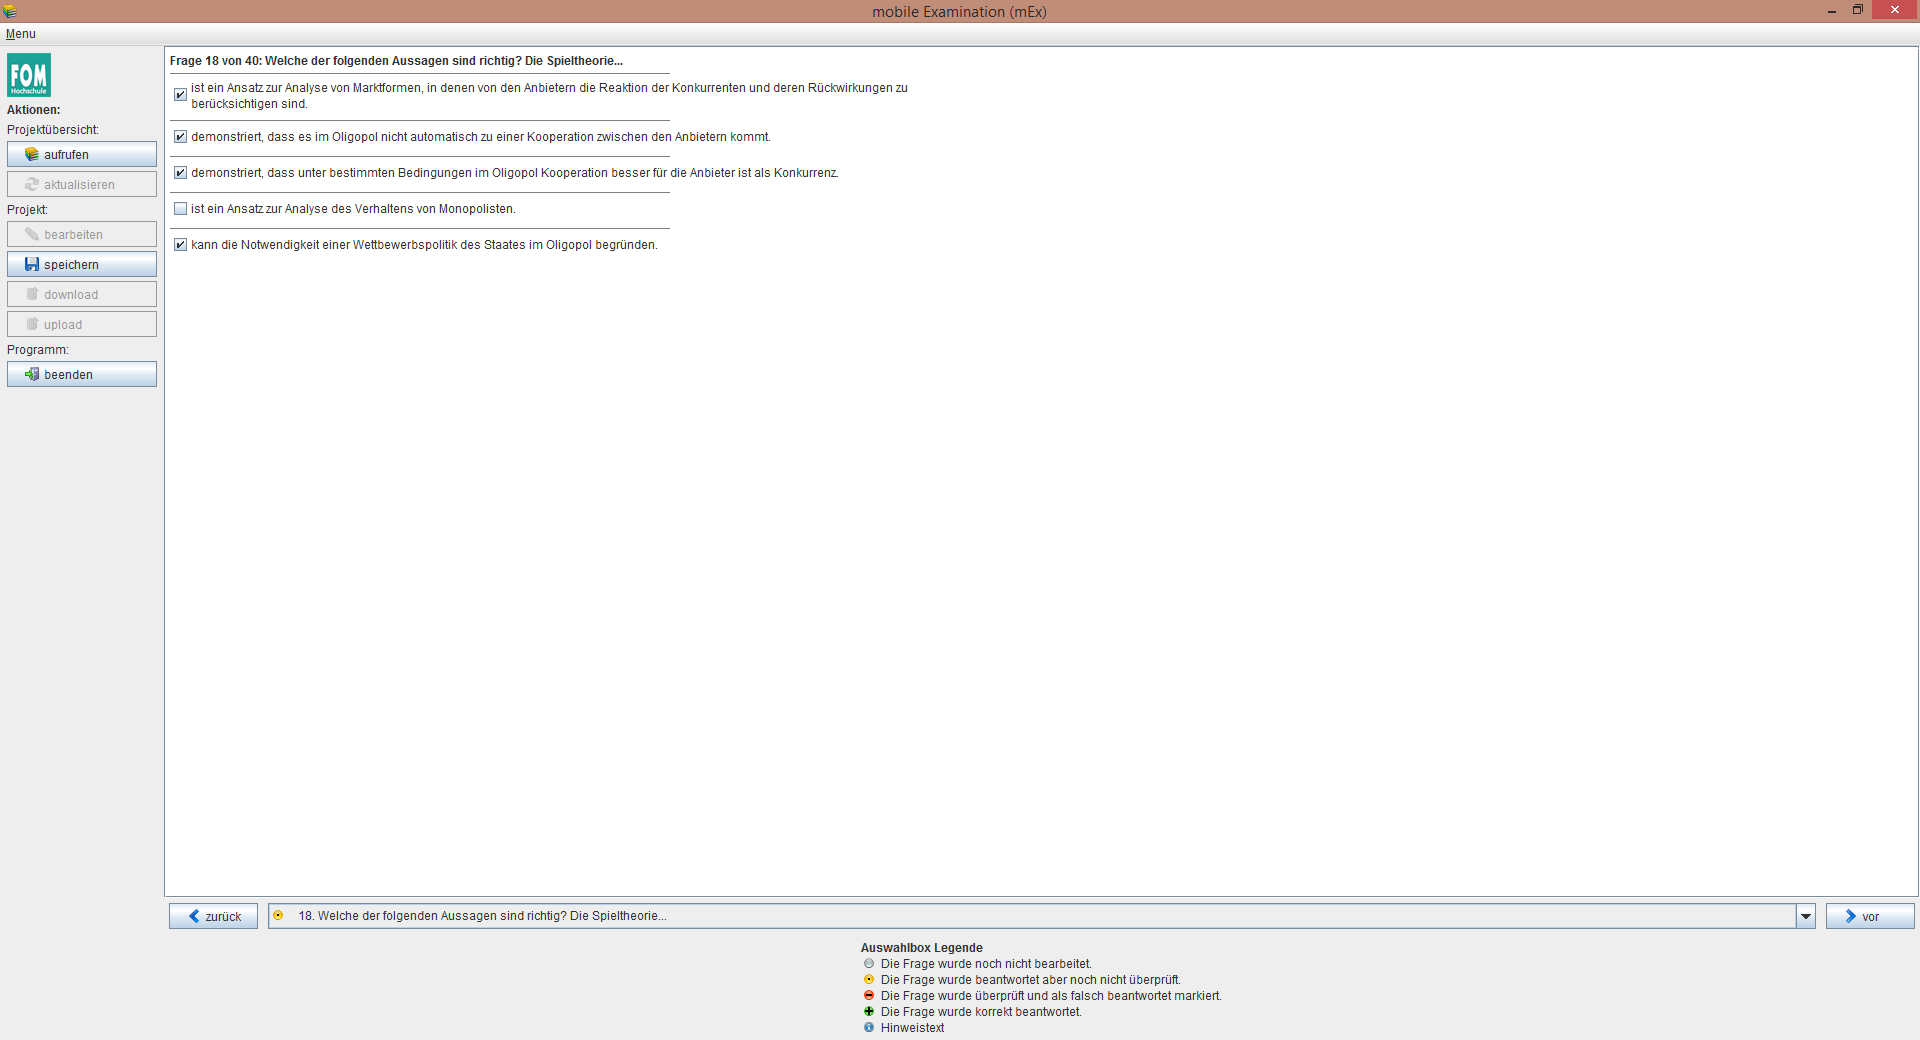 mobile Examination (mEx)
Menu
FOM
Hochschule
Aktionen:
Projektübersicht:
aufrufen
aktualisieren
Projekt:
bearbeiten
speichern
download
upload
Programm:
beenden
Frage 18 von 40: Welche der folgenden Aussagen sind richtig? Die Spieltheorie...
ist ein Ansatz zur Analyse von Marktformen, in denen von den Anbietern die Reaktion der Konkurrenten und deren Rückwirkungen zu
berücksichtigen sind.
demonstriert, dass es im Oligopol nicht automatisch zu einer Kooperation zwischen den Anbietern kommt.
demonstriert, dass unter bestimmten Bedingungen im Oligopol Kooperation besser für die Anbieter ist als Konkurrenz.
ist ein Ansatz zur Analyse des Verhaltens von Monopolisten.
kann die Notwendigkeit einer Wettbewerbspolitik des Staates im Oligopol begründen.
zurück
18. Welche der folgenden Aussagen sind richtig? Die Spieltheorie...
vor
Auswahlbox Legende
Die Frage wurde noch nicht bearbeitet.
Die Frage wurde beantwortet aber noch nicht überprüft.
Die Frage wurde überprüft und als falsch beantwortet markiert.
Die Frage wurde korrekt beantwortet.
Hinweistext